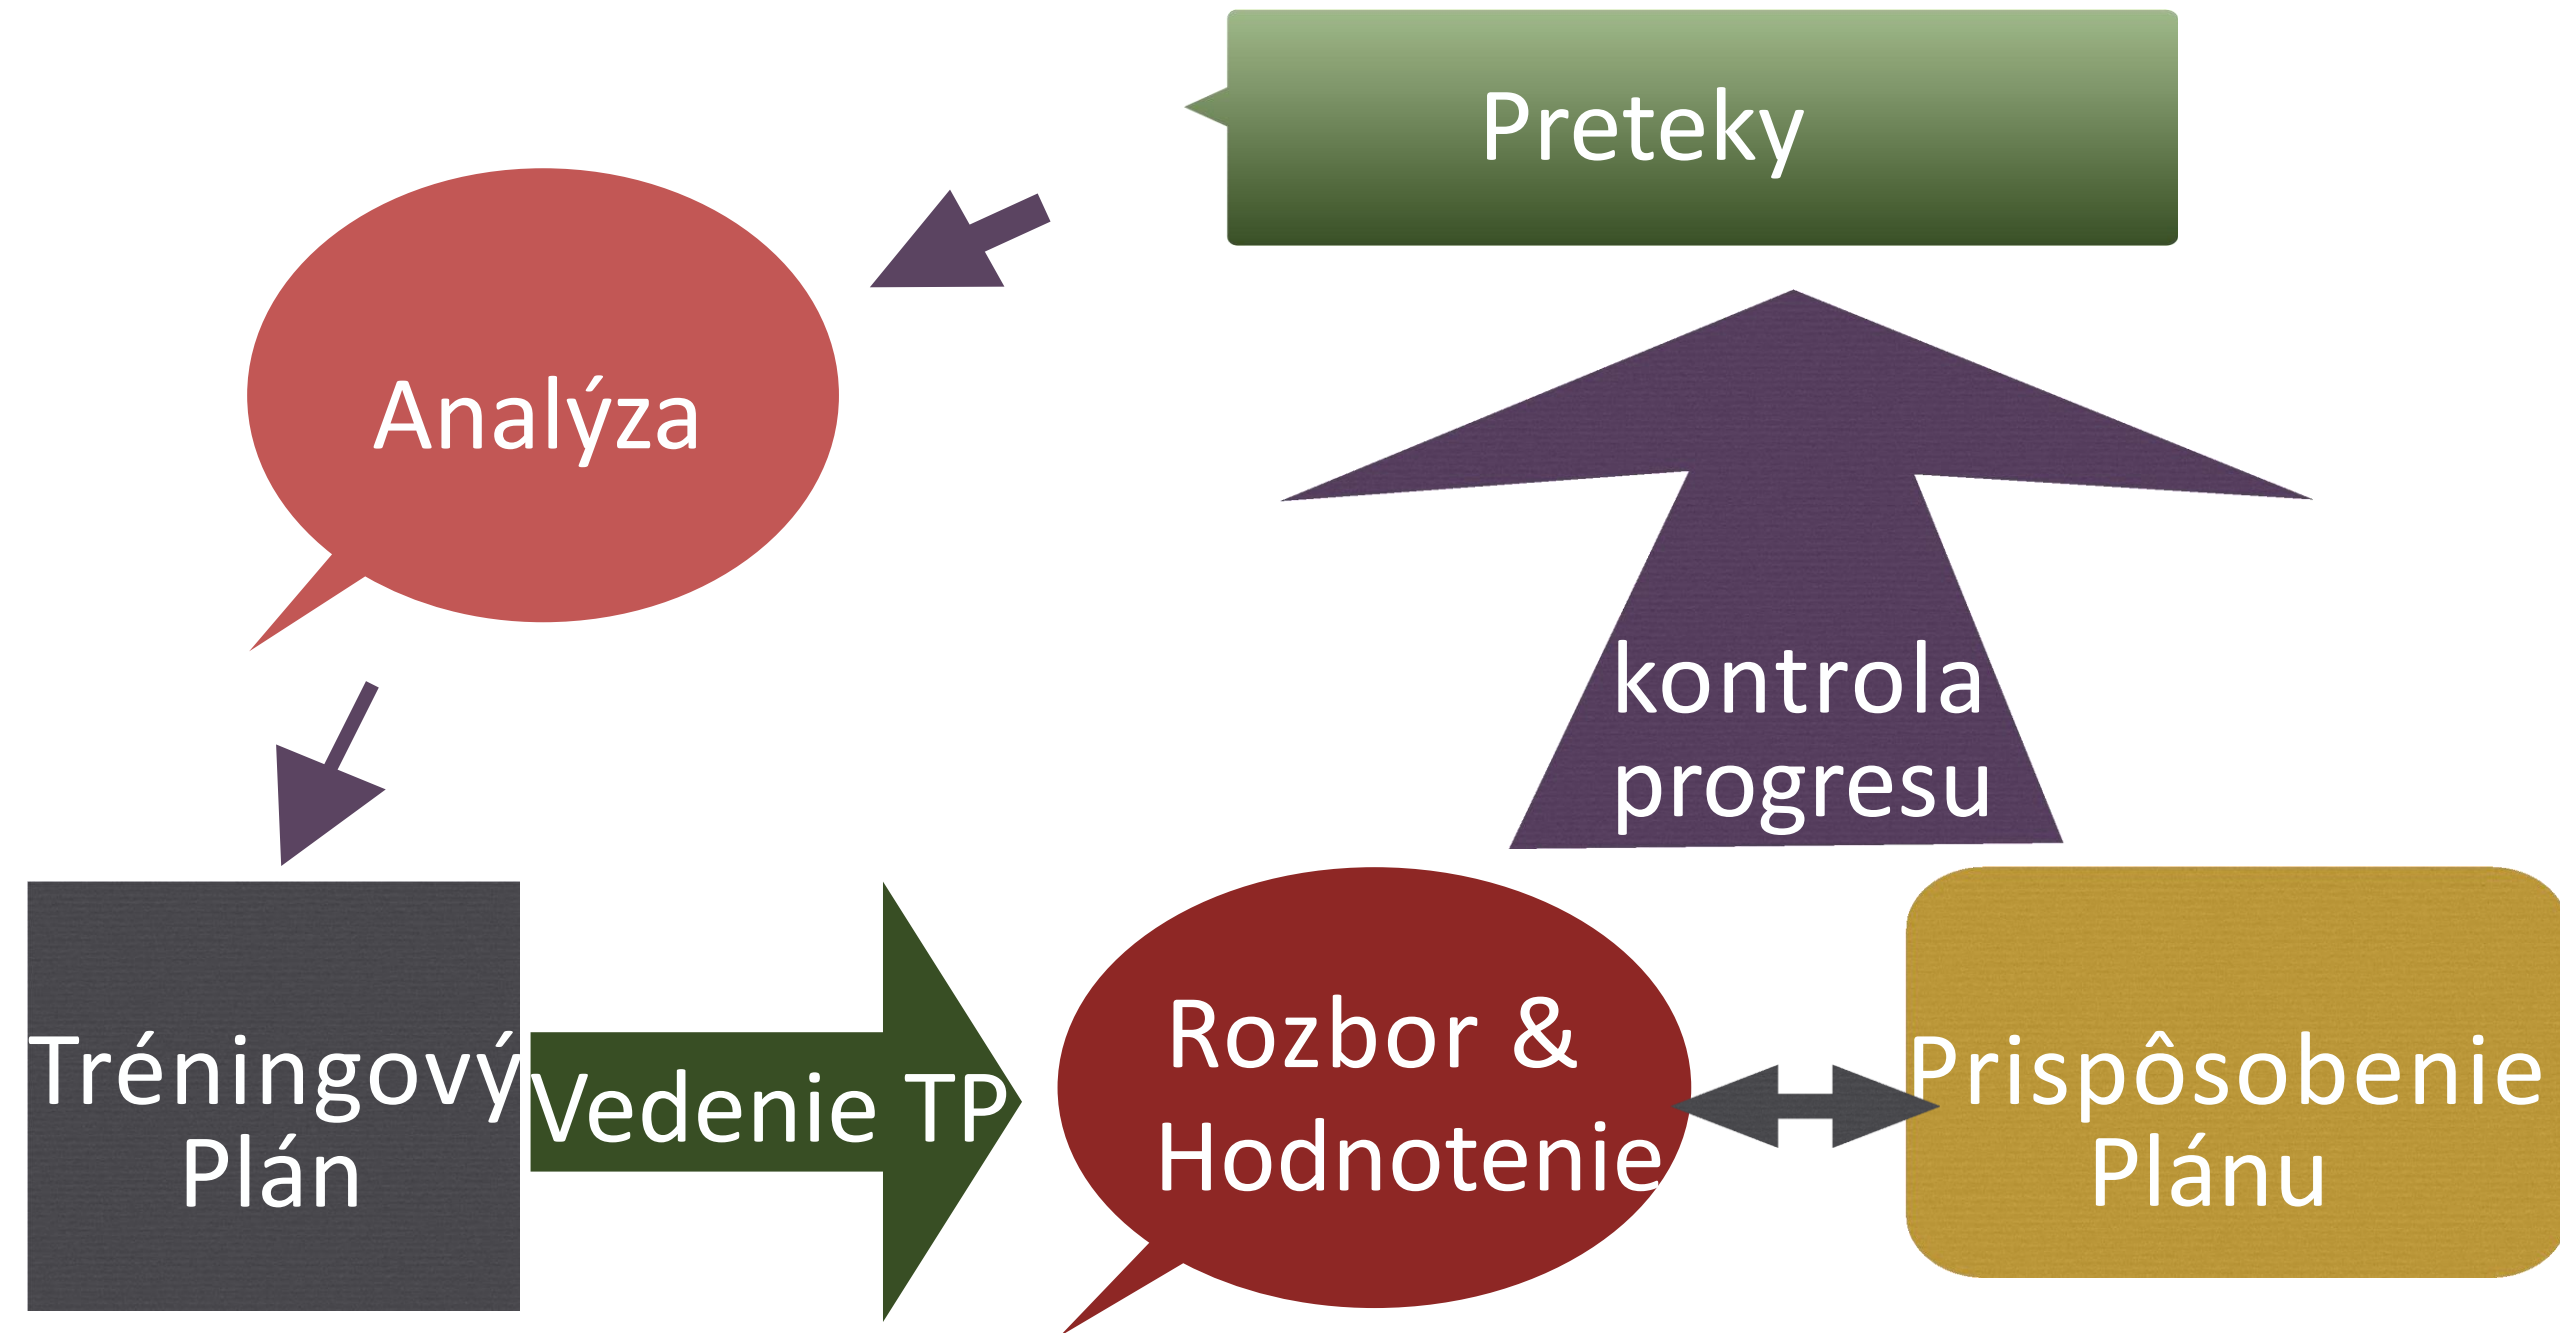 Preteky
Analýza
kontrola
progresu
Tréningový
Plán
Vedenie TP
Rozbor &
Hodnotenie
Prispôsobenie
Plánu